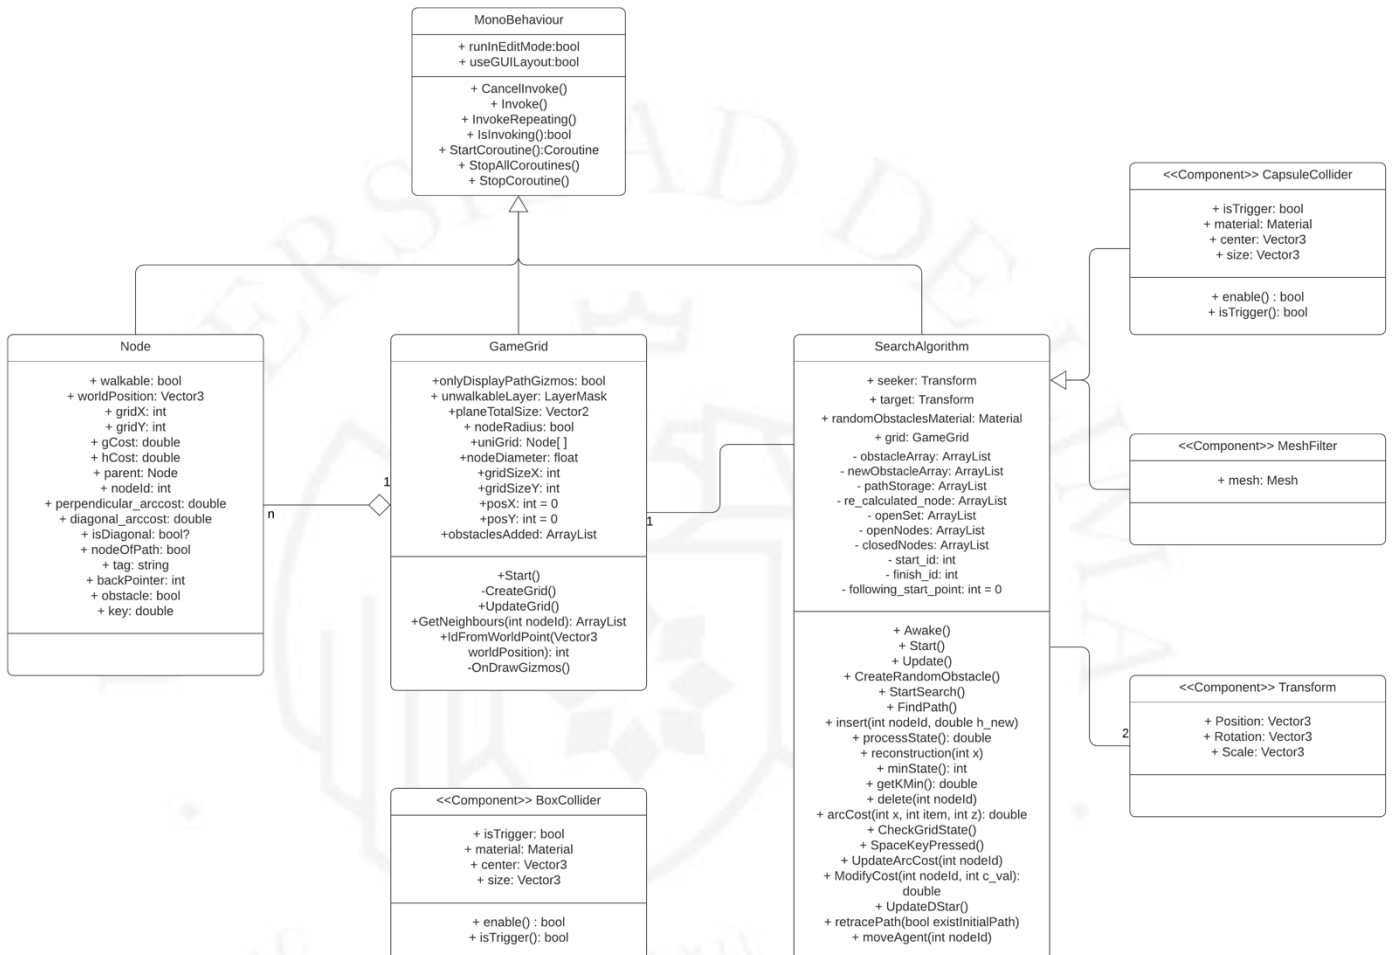 MonoBehaviour
+ runInEditMode:bool
+ useGUILayout:bool
+ CancelInvoke()
+ Invoke()
+ InvokeRepeating()
+ IsInvoking():bool
+ StartCoroutine():Coroutine
+ StopAllCoroutines()
+ StopCoroutine()
<<Component>> CapsuleCollider
+ isTrigger: bool
+ material: Material
+ center: Vector3
+ size: Vector3
+ enable() : bool
+ isTrigger(): bool
Node
+ walkable: bool
+ worldPosition: Vector3
+ gridX: int
+ gridY: int
+ gCost: double
+ hCost: double
+ parent: Node
+ nodeId: int
+ perpendicular_arccost: double
+ diagonal_arccost: double
+ isDiagonal: bool?
+ nodeOfPath: bool
+ tag: string
+ backPointer: int
+ obstacle: bool
+ key: double
n
1
GameGrid
+onlyDisplayPathGizmos: bool
+ unwalkableLayer: LayerMask
+planeTotalSize: Vector2
+ nodeRadius: bool
+uniGrid: Node[ ]
+nodeDiameter: float
+gridSizeX: int
+gridSizeY: int
+posX: int = 0
+posY: int = 0
+obstaclesAdded: ArrayList
+Start()
-CreateGrid()
+UpdateGrid()
+GetNeighbours(int nodeId): ArrayList
+IdFromWorldPoint(Vector3
worldPosition): int
-OnDrawGizmos()
1
SearchAlgorithm
+ seeker: Transform
+ target: Transform
+ randomObstaclesMaterial: Material
+ grid: GameGrid
- obstacleArray: ArrayList
- newObstacleArray: ArrayList
- pathStorage: ArrayList
- re_calculated_node: ArrayList
- openSet: ArrayList
- openNodes: ArrayList
- closedNodes: ArrayList
- start_id: int
- finish_id: int
- following_start_point: int = 0
+ Awake()
+ Start()
+ Update()
+ CreateRandomObstacle()
+ StartSearch()
+ FindPath()
+ insert(int nodeId, double h_new)
+ processState(): double
+ reconstruction(int x)
+ minState(): int
+ getKMin(): double
+ delete(int nodeId)
+ arcCost(int x, int item, int z): double
+ CheckGridState()
+ SpaceKeyPressed()
+ UpdateArcCost(int nodeId)
+ ModifyCost(int nodeId, int c_val):
double
+ UpdateDStar()
+ retracePath(bool existInitialPath)
+ moveAgent(int nodeId)
<<Component>> MeshFilter
+ mesh: Mesh
2
<<Component>> Transform
+ Position: Vector3
+ Rotation: Vector3
+ Scale: Vector3
<<Component>> BoxCollider
+ isTrigger: bool
+ material: Material
+ center: Vector3
+ size: Vector3
+ enable() : bool
+ isTrigger(): bool